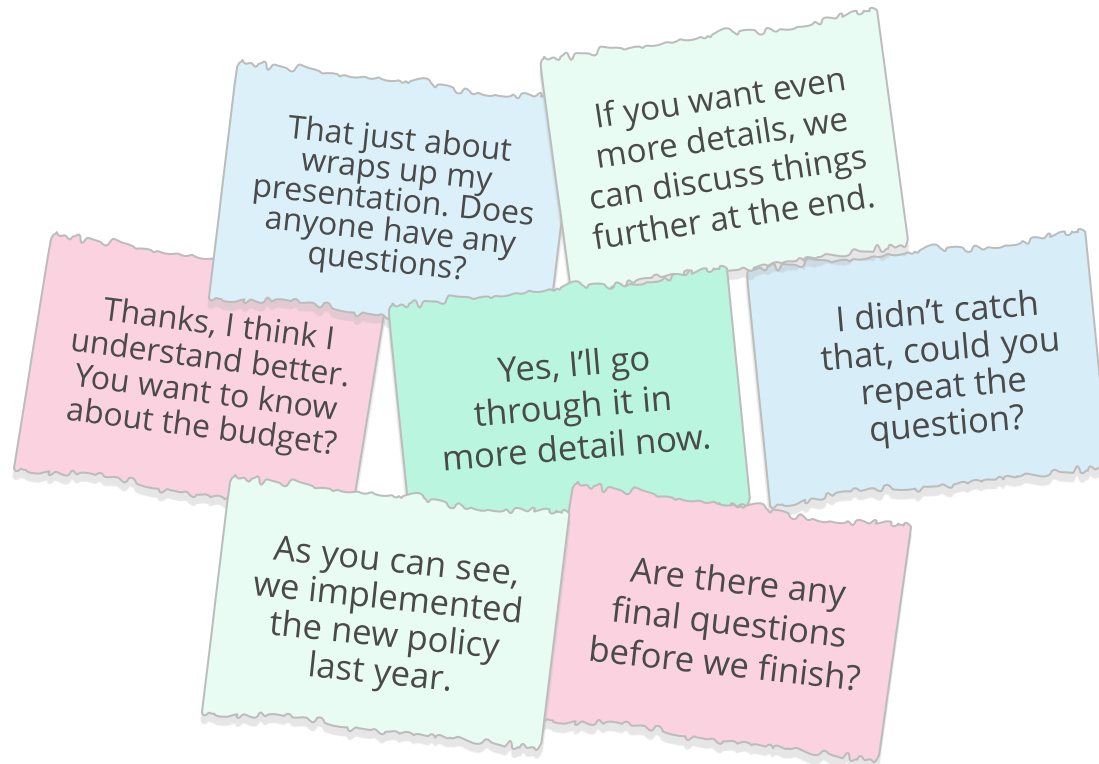 That just about
wraps up my
presentation. Does
anyone have any
questions?
If you want even
more details, we
can discuss things
further at the end.
Thanks, I think I
understand better.
You want to know
about the budget?
Yes, I’ll go
through it in
more detail now.
I didn’t catch
that, could you
repeat the
question?
As you can see,
we implemented
the new policy
last year.
Are there any
final questions
before we finish?